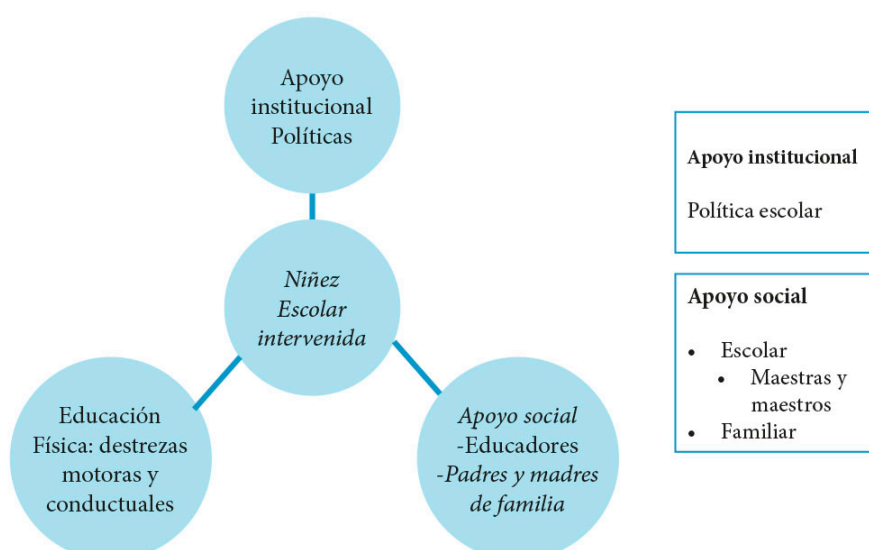 Apoyo
institucional
Políticas
Niñez
Escolar
intervenida
Educación
Física: destrezas
motoras y
conductuales
Apoyo social
-Educadores
-Padres y madres
de familia
Apoyo institucional
Política escolar
Apoyo social
• Escolar
• Maestras y
maestros
• Familiar